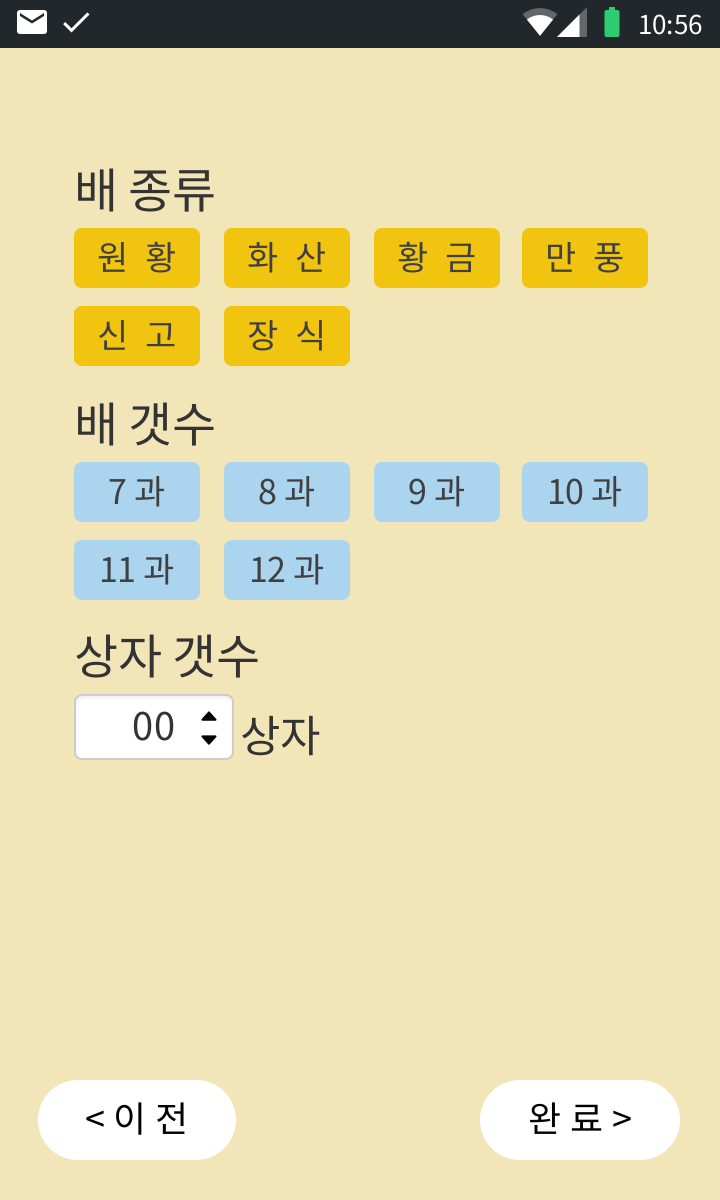 10:56
배 종류
원 황 화 산 황 금 만 풍
신 고 장 식
배 갯수
7 과 8 과 9 과 10 과
11 과 12 과
상자 갯수
00 상자
< 이 전 완 료 >